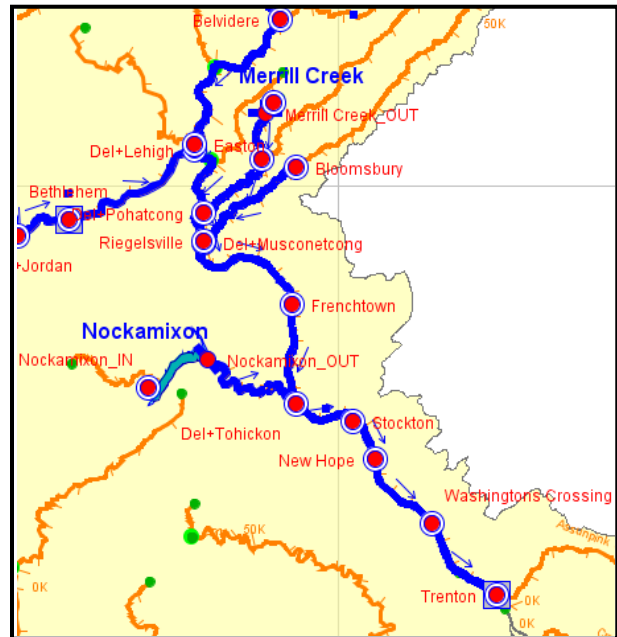 Belvidere
50K
Merrill Creek
Merrill Creek_OUT
Del+Lehigh
Easton
Bloomsbury
Bethlehem
Del+Pohatcong
Riegelsville
Del+Musconetcong
+Jordan
Frenchtown
Nockamixon
Nockamixon_IN
Nockamixon_OUT
Del+Tohickon
Stockton
New Hope
Washingtons Crossing
50K
Assunpink
0K
Trenton
0K
0K